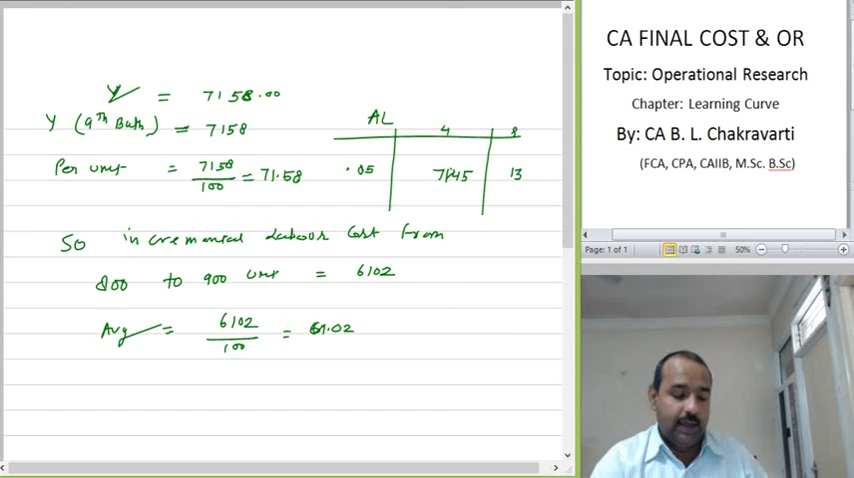 Y = 7158.00
Y (9th Bath) = 7158
Per unit = 7158/100 = 71.58
AL
4 8
.05 7845 13
So incremental Labour Cost from
800 to 900 unit = 6102
Avg = 6102/100 = 61.02
CA FINAL COST & OR
Topic: Operational Research
Chapter: Learning Curve
By: CA B. L. Chakravarti
(FCA, CPA, CAIIB, M.Sc. B.Sc)
Page: 1 of 1 50%